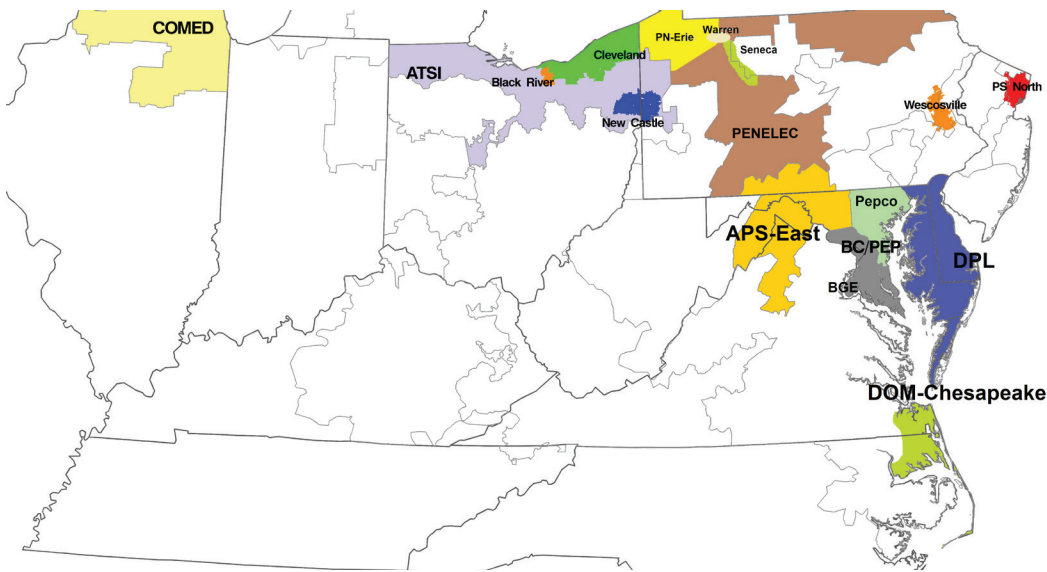 COMED
PN-Erie
Warren
Seneca
Cleveland
ATSI
Black River
PS North
Wescosville
New Castle
PENELEC
Pepco
APS-East
BC/PEP
DPL
BGE
DOM-Chesapeake